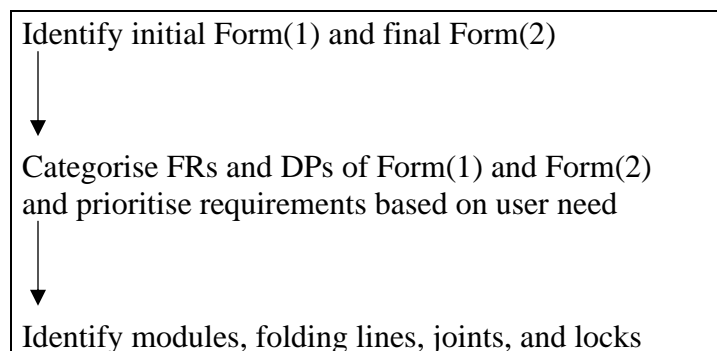 Identify initial Form(1) and final Form(2)
Categorise FRs and DPs of Form(1) and Form(2)
and prioritise requirements based on user need
Identify modules, folding lines, joints, and locks